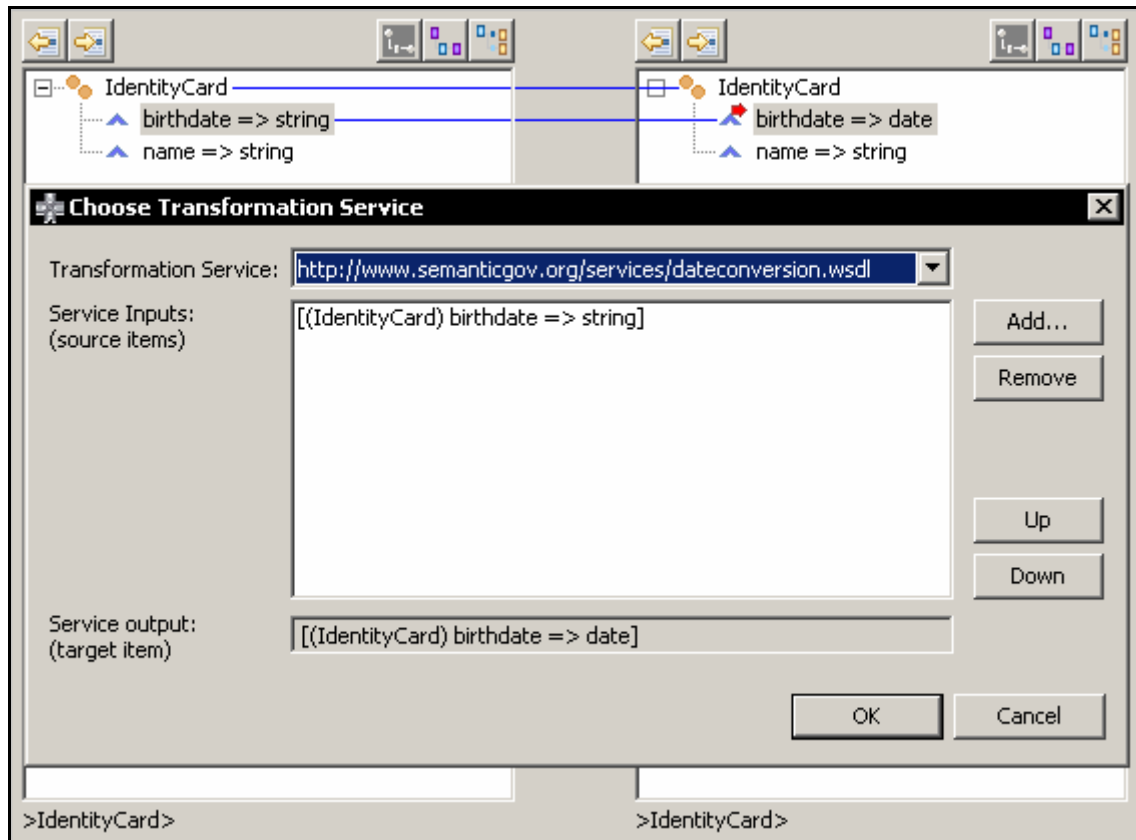 IdentityCard
birthdate => string
name => string
IdentityCard
birthdate => date
name => string
Choose Transformation Service
Transformation Service:
http://www.semanticgov.org/services/dateconversion.wsdl
Service Inputs:
(source items)
[(IdentityCard) birthdate => string]
Add...
Remove
Up
Down
Service output:
(target item)
[(IdentityCard) birthdate => date]
OK
Cancel
>IdentityCard>
>IdentityCard>